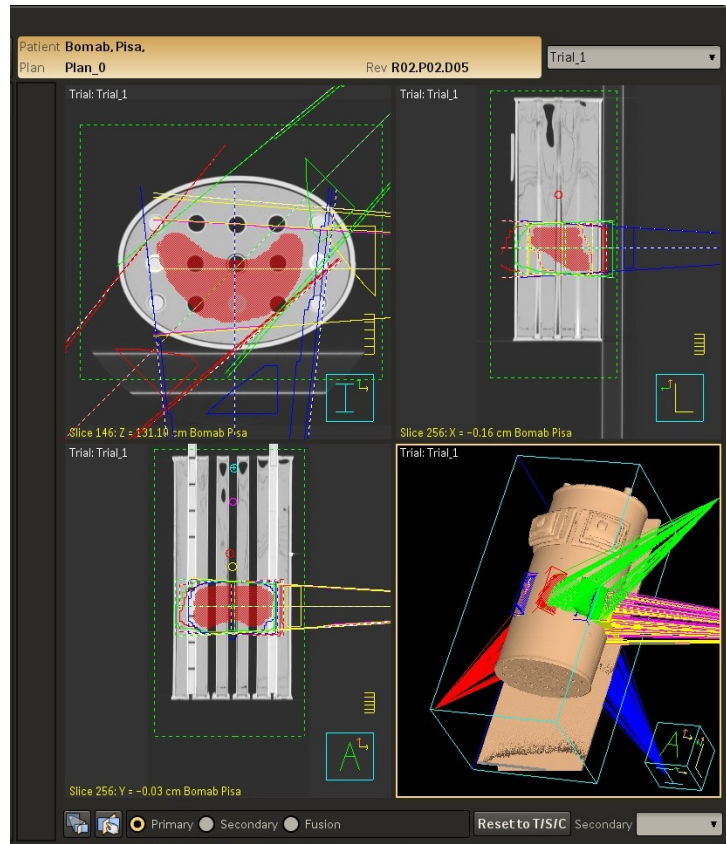 Patient Bomab, Pisa,
Plan Plan_0 Rev R02.P02.D05
Trial_1
Trial: Trial_1
Trial: Trial_1
I
L
Slice 146: Z = 131.10 cm Bomab Pisa
Slice 256: X = -0.16 cm Bomab Pisa
Trial: Trial_1
Trial: Trial_1
A
A
I
Slice 256: Y = -0.03 cm Bomab Pisa
Primary Secondary Fusion Reset to T/S/C Secondary